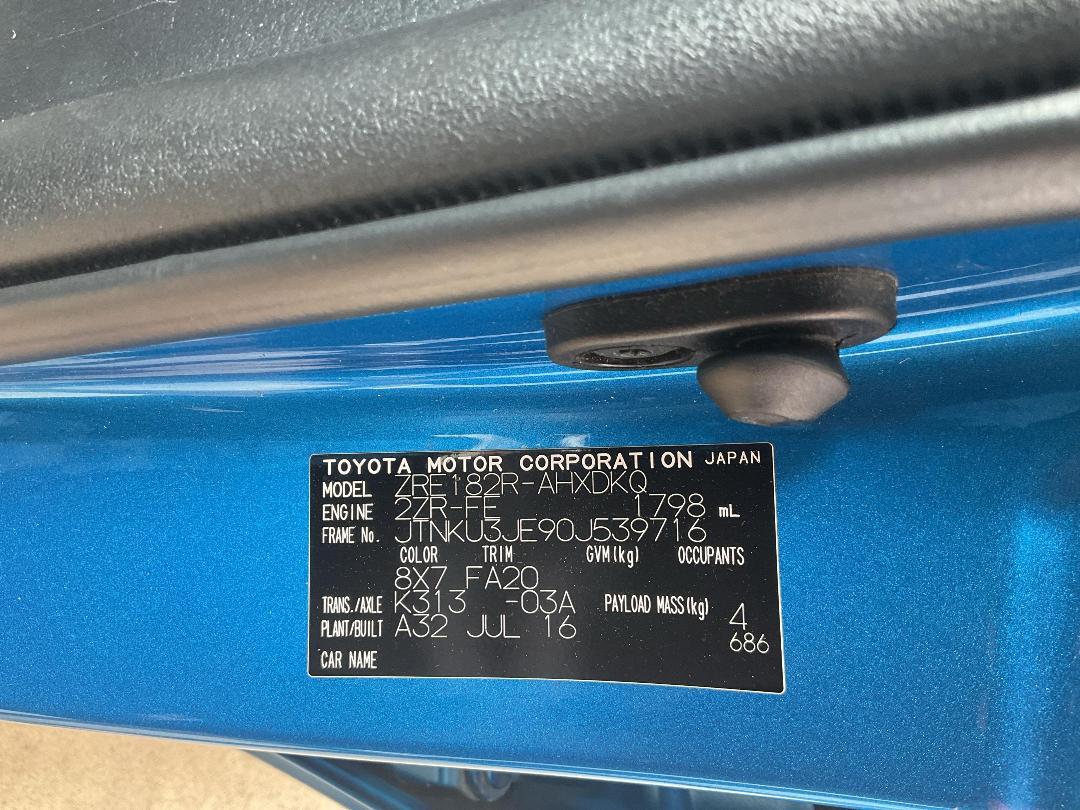 TOYOTA MOTOR CORPORATION JAPAN
MODEL ZRE182R-AHXDKQ
ENGINE 2ZR-FE 1798 mL
FRAME No. JTNKU3JE90J539716
COLOR TRIM GVM(kg) OCCUPANTS
8X7 FA20
TRANS./AXLE K313 -03A PAYLOAD MASS(kg) 4
PLANT/BUILT A32 JUL 16 686
CAR NAME